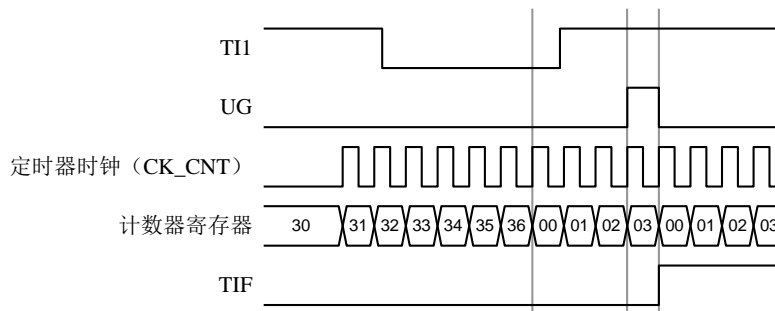 TI1
UG
定时器时钟（CK_CNT）
计数器寄存器 30 31 32 33 34 35 36 00 01 02 03 00 01 02 03
TIF